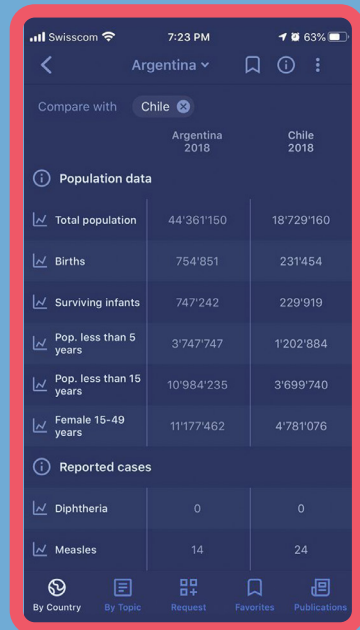 Swisscom 7:23 PM 63%
Argentina
Compare with Chile
Argentina 2018 Chile 2018
Population data
Total population 44'361'150 18'729'160
Births 754'851 231'454
Surviving infants 747'242 229'919
Pop. less than 5 years 3'747'747 1'202'884
Pop. less than 15 years 10'984'235 3'699'740
Female 15-49 years 11'177'462 4'781'076
Reported cases
Diphtheria 0 0
Measles 14 24
By Country By Topic Request Favorites Publications